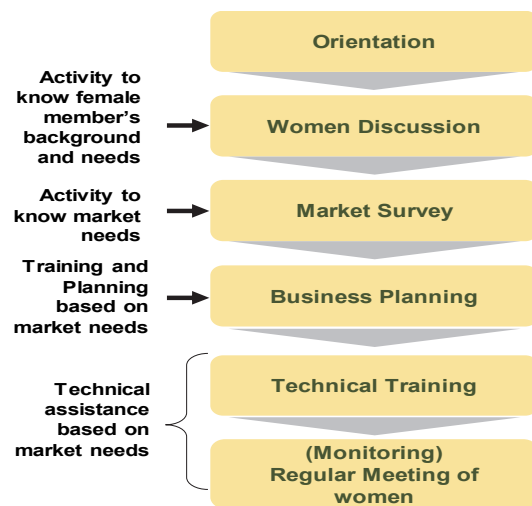 Orientation
Activity to
know female
member's
background
and needs
Women Discussion
Activity to
know market
needs
Market Survey
Training and
Planning
based on
market needs
Business Planning
Technical
assistance
based on
market needs
Technical Training
(Monitoring)
Regular Meeting of
women